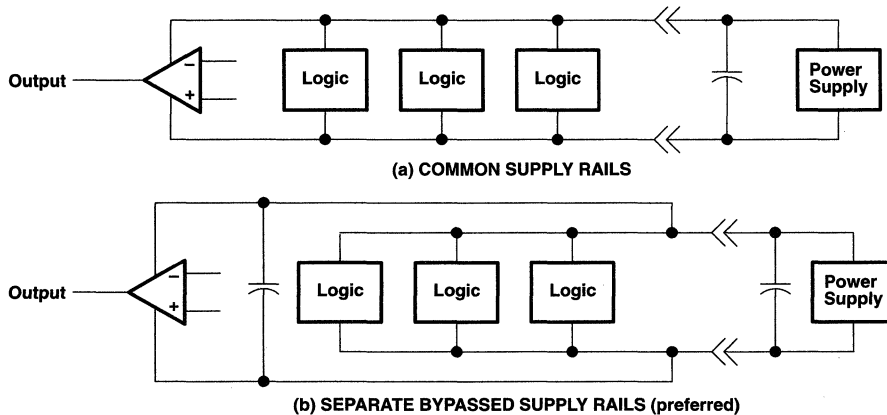 Output
−
+
Logic
Logic
Logic
Power
Supply
(a) COMMON SUPPLY RAILS
Output
−
+
Logic
Logic
Logic
Power
Supply
(b) SEPARATE BYPASSED SUPPLY RAILS (preferred)